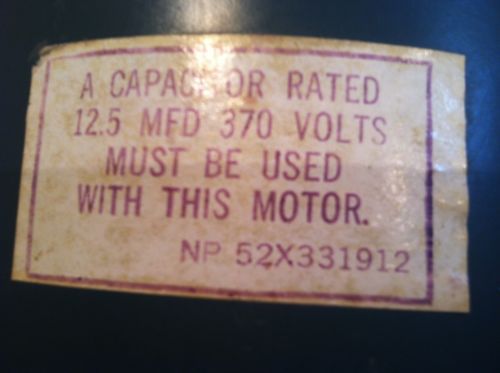 A CAPACITOR RATED
12.5 MFD 370 VOLTS
MUST BE USED
WITH THIS MOTOR.
NP 52X331912